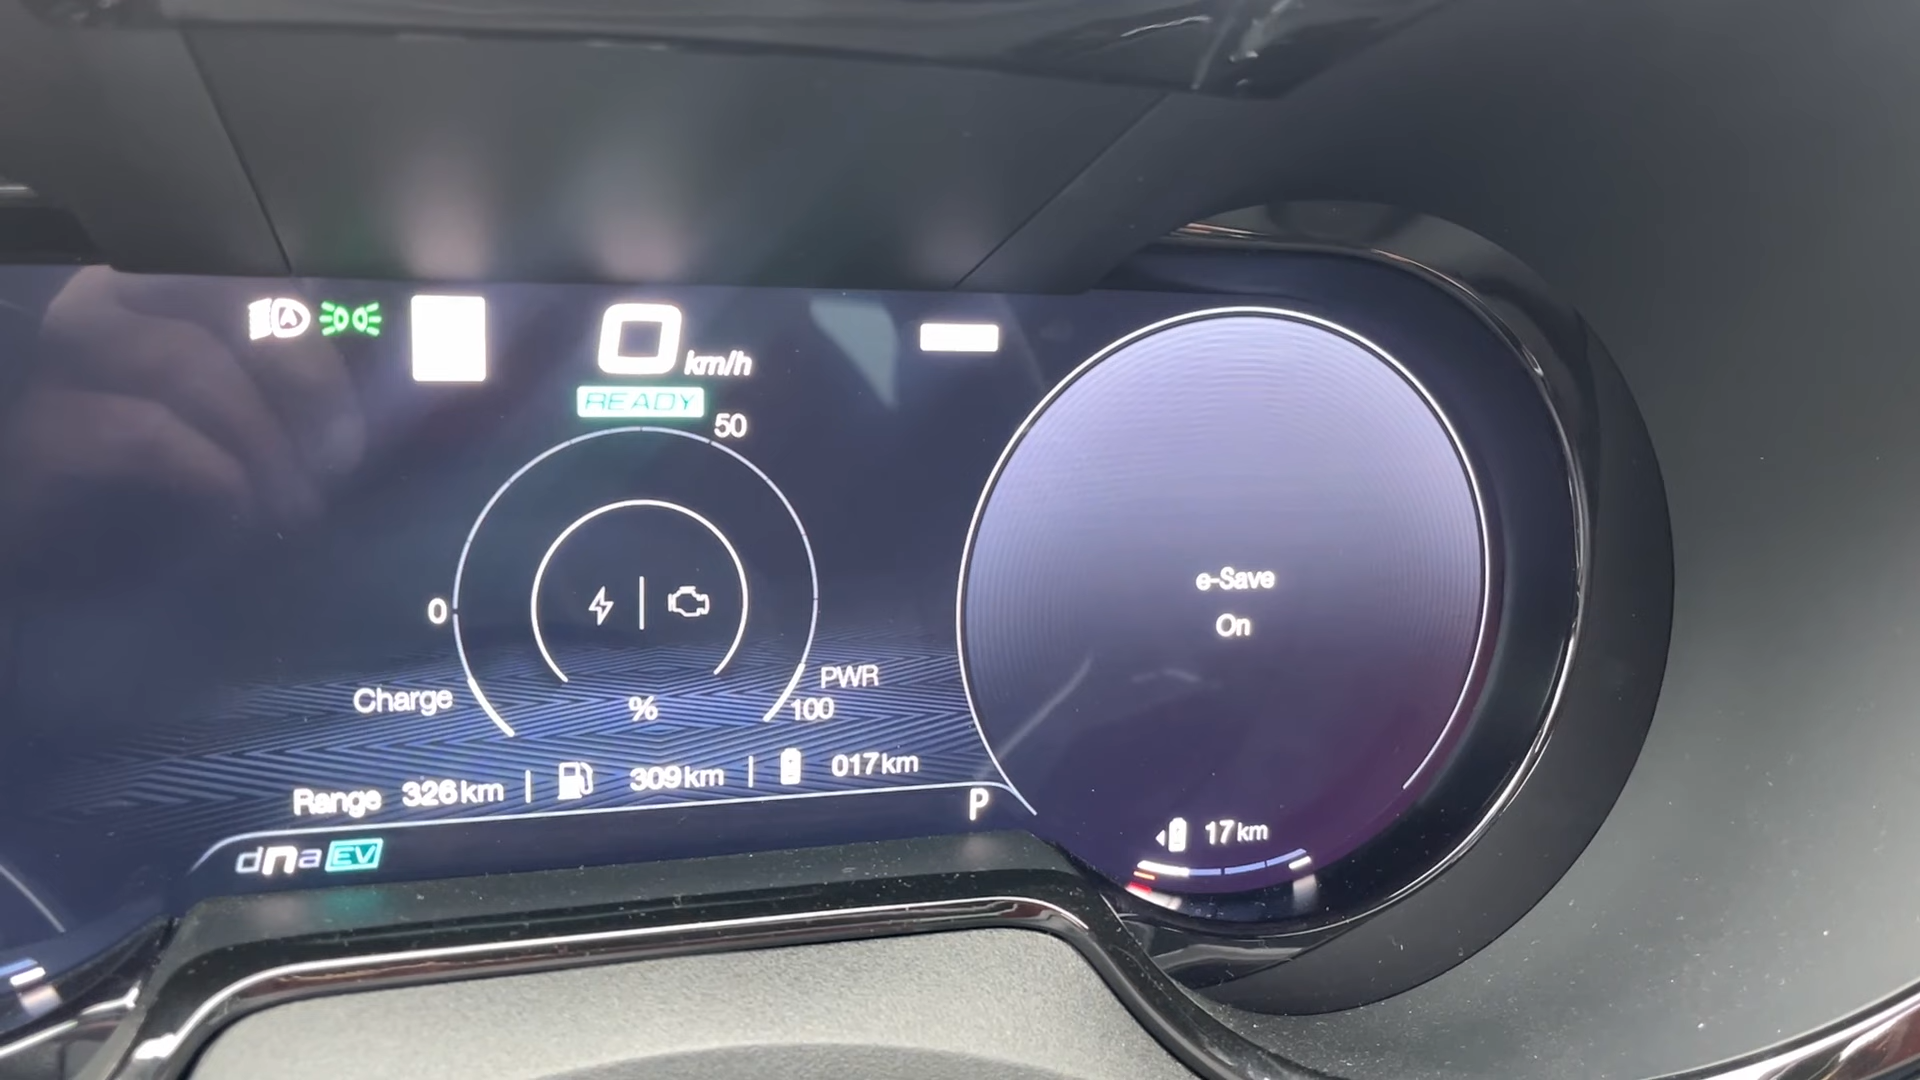 0 km/h
READY
50
0
e-Save
On
PWR
Charge
%
100
Range 326km | 309km | 017km
P
17km
dna EV